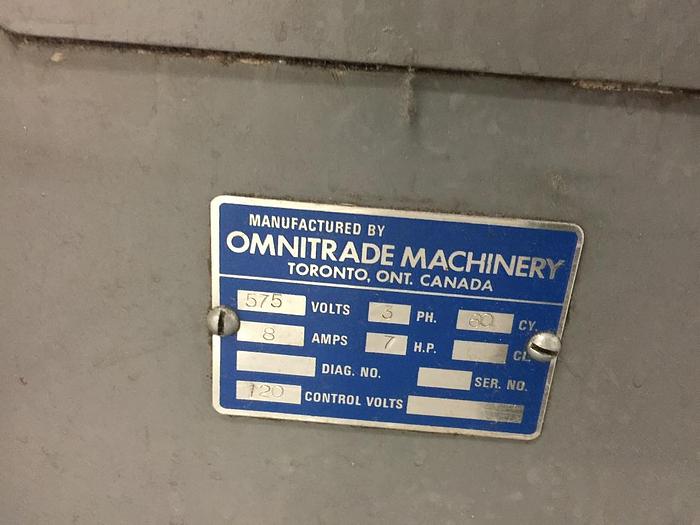 MANUFACTURED BY
OMNITRADE MACHINERY
TORONTO, ONT. CANADA
575 VOLTS 3 PH. 60 CY.
8 AMPS 7 H.P. CL.
DIAG. NO. SER. NO.
120 CONTROL VOLTS